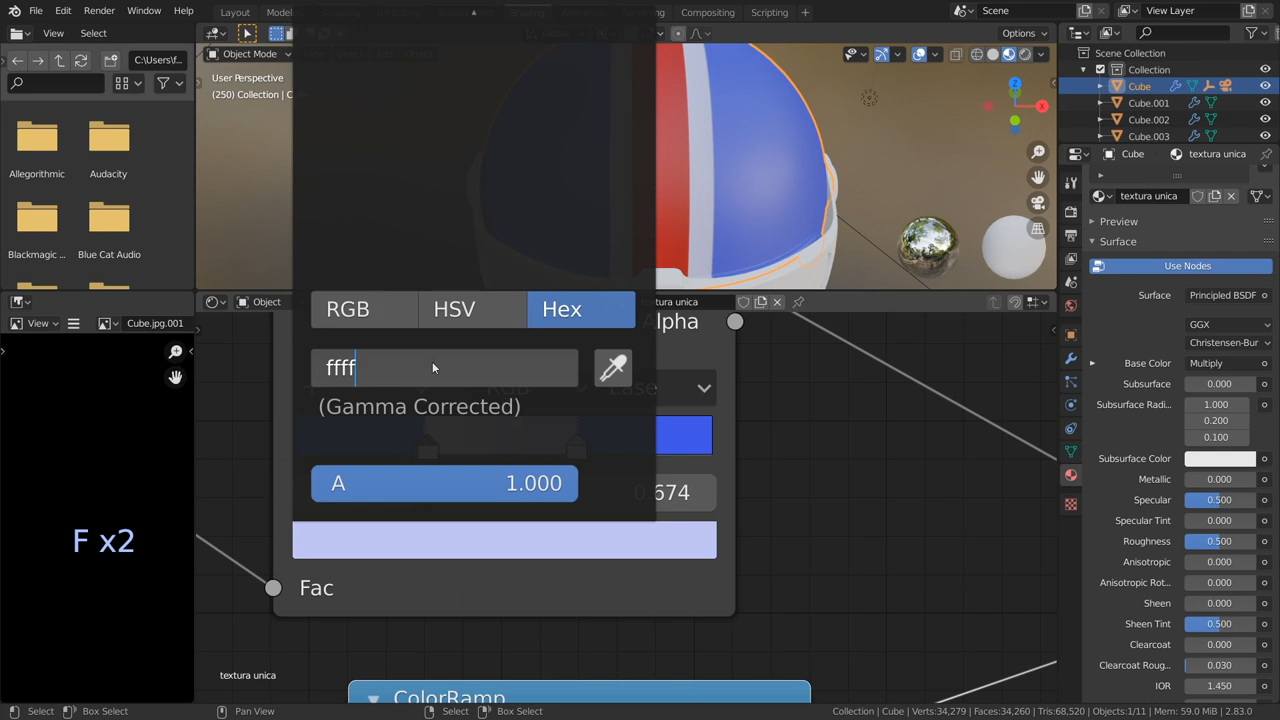 File Edit Render Window Help
Layout
Compositing
Scripting
Scene
View Layer
View Select
Options
C:\Users\f...
Allegorithmic
Audacity
Blackmagic ...
Blue Cat Audio
Object Mode
User Perspective
(250) Collection | C
Scene Collection
Collection
Cube
Cube.001
Cube.002
Cube.003
Cube
textura unica
textura unica
Preview
Surface
Use Nodes
Surface Principled BSDF
GGX
Christensen-Bur
Base Color Multiply
Subsurface 0.000
Subsurface Radi... 1.000
0.200
0.100
Subsurface Color
Metallic 0.000
Specular 0.500
Specular Tint 0.000
Roughness 0.500
Anisotropic 0.000
Anisotropic Rot... 0.000
Sheen 0.000
Sheen Tint 0.500
Clearcoat 0.000
Clearcoat Roug... 0.030
IOR 1.450
View
Cube.jpg.001
F x2
Object
tura unica
RGB HSV Hex
lpha
ffff
(Gamma Corrected)
A 1.000
674
Fac
textura unica
ColorRamp
X
Z
Select
Box Select
Pan View
Select
Box Select
Collection | Cube | Verts:34,279 | Faces:34,260 | Tris:68,520 | Objects:1/11 | Mem: 59.0 MiB | 2.83.0